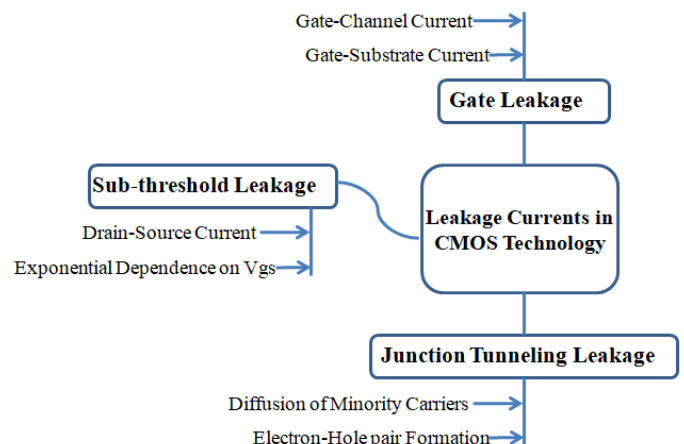 Gate-Channel Current
Gate-Substrate Current
Gate Leakage
Sub-threshold Leakage
Drain-Source Current
Exponential Dependence on Vgs
Leakage Currents in
CMOS Technology
Junction Tunneling Leakage
Diffusion of Minority Carriers
Electron-Hole pair Formation